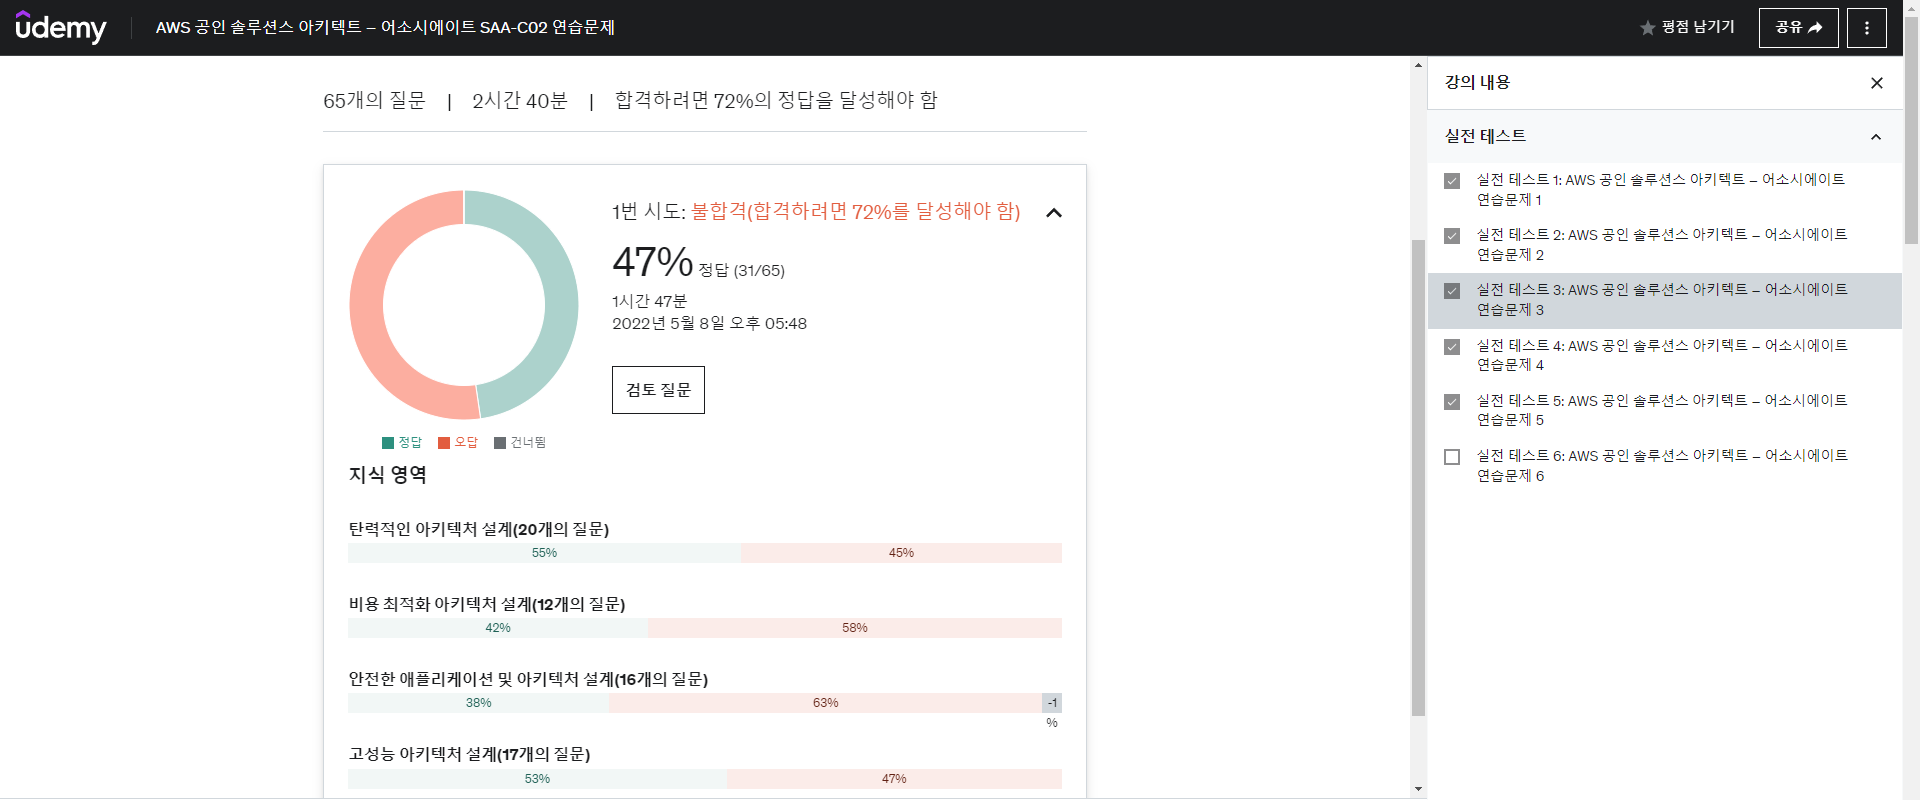 udemy
AWS 공인 솔루션스 아키텍트 – 어소시에이트 SAA-C02 연습문제
평점 남기기
공유
65개의 질문 | 2시간 40분 | 합격하려면 72%의 정답을 달성해야 함
1번 시도: 불합격(합격하려면 72%를 달성해야 함)
47% 정답 (31/65)
1시간 47분
2022년 5월 8일 오후 05:48
검토 질문
정답 오답 건너뜀
지식 영역
탄력적인 아키텍처 설계(20개의 질문)
55% 45%
비용 최적화 아키텍처 설계(12개의 질문)
42% 58%
안전한 애플리케이션 및 아키텍처 설계(16개의 질문)
38% 63% -1
%
고성능 아키텍처 설계(17개의 질문)
53% 47%
강의 내용
실전 테스트
실전 테스트 1: AWS 공인 솔루션스 아키텍트 – 어소시에이트
연습문제 1
실전 테스트 2: AWS 공인 솔루션스 아키텍트 – 어소시에이트
연습문제 2
실전 테스트 3: AWS 공인 솔루션스 아키텍트 – 어소시에이트
연습문제 3
실전 테스트 4: AWS 공인 솔루션스 아키텍트 – 어소시에이트
연습문제 4
실전 테스트 5: AWS 공인 솔루션스 아키텍트 – 어소시에이트
연습문제 5
실전 테스트 6: AWS 공인 솔루션스 아키텍트 – 어소시에이트
연습문제 6